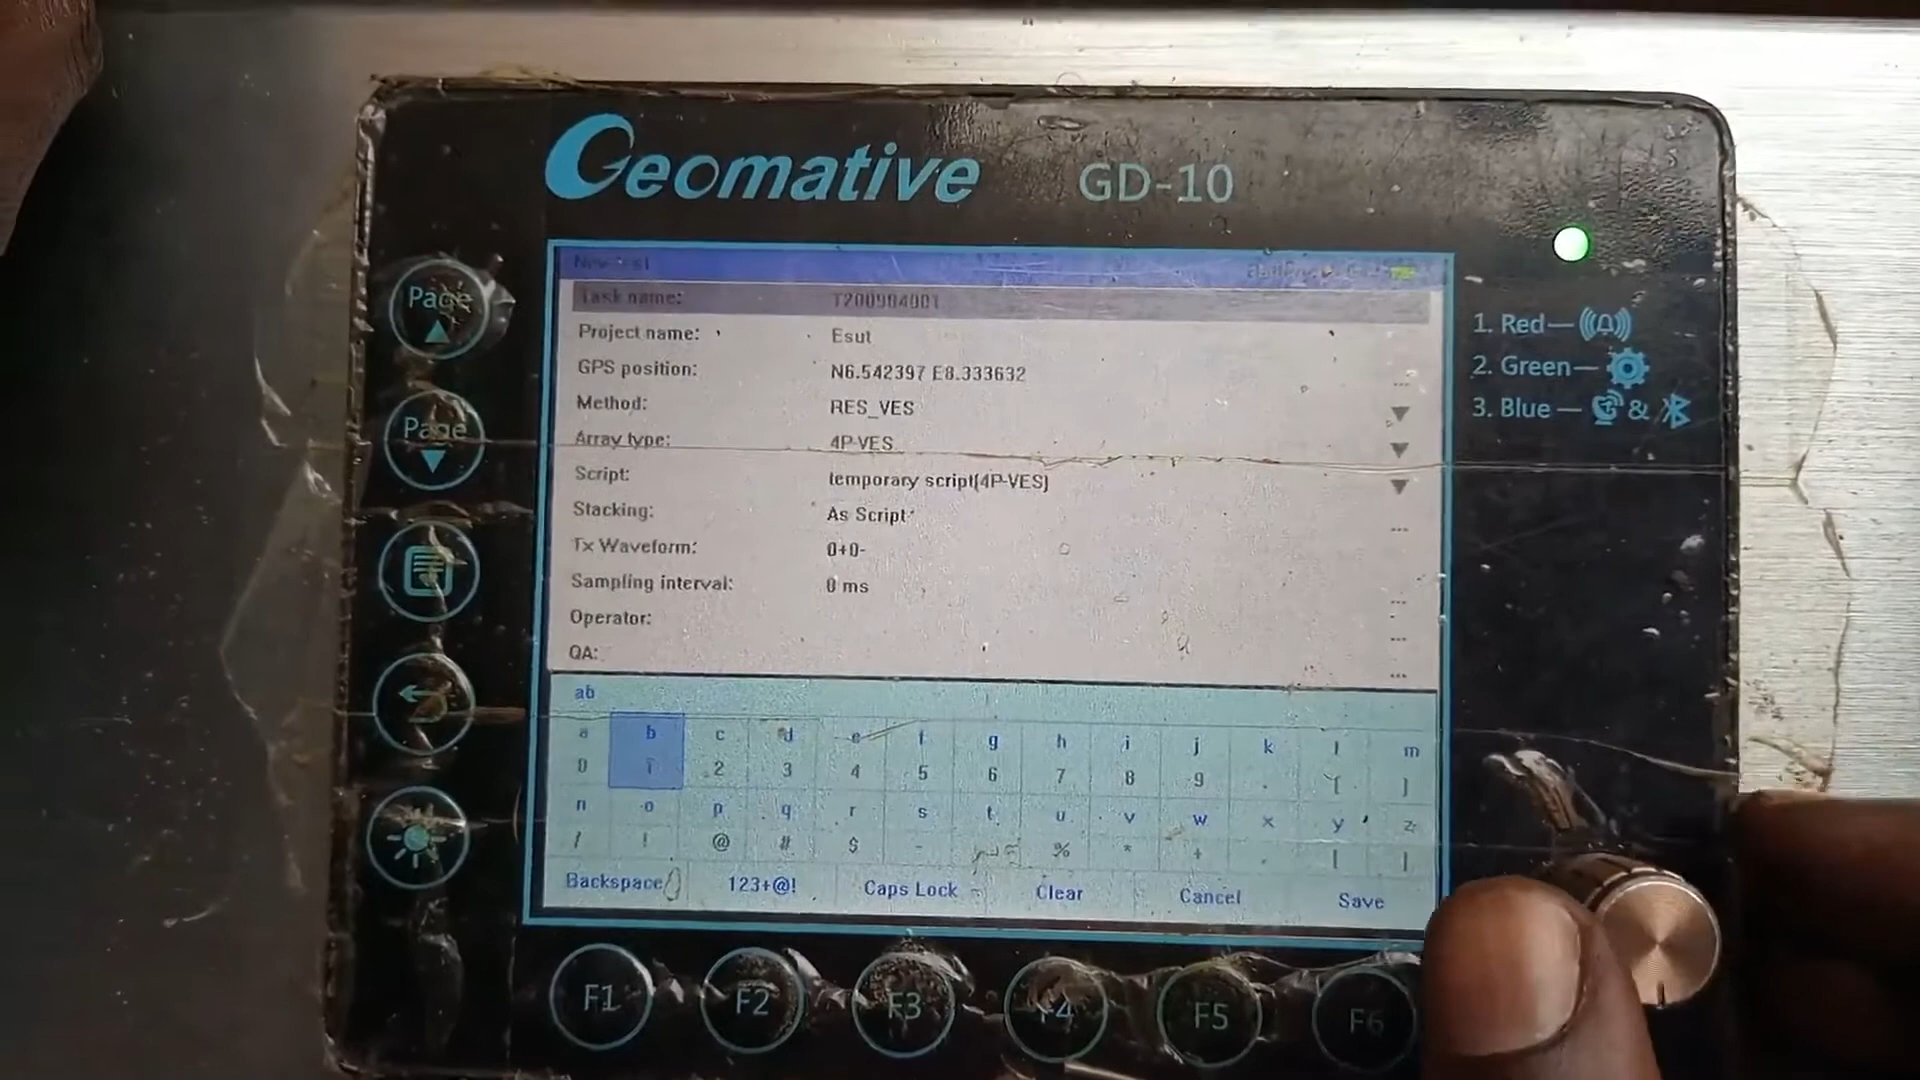 Geomative GD-10
New test
Task name: T200904001
Project name: Esut
GPS position: N6.542397 E8.333632
Method: RES_VES
Array type: 4P-VES
Script: temporary script(4P-VES)
Stacking: As Script
Tx Waveform: 0+0-
Sampling interval: 0 ms
Operator:
QA:
ab
a b c d e f g h i j k l m
0 1 2 3 4 5 6 7 8 9 . { }
n o p q r s t u v w x y z
/ ! @ # $ - % * + [ ]
Backspace 123+@! Caps Lock Clear Cancel Save
Page
Page
1. Red—
2. Green—
3. Blue — &
F1 F2 F3 F4 F5 F6